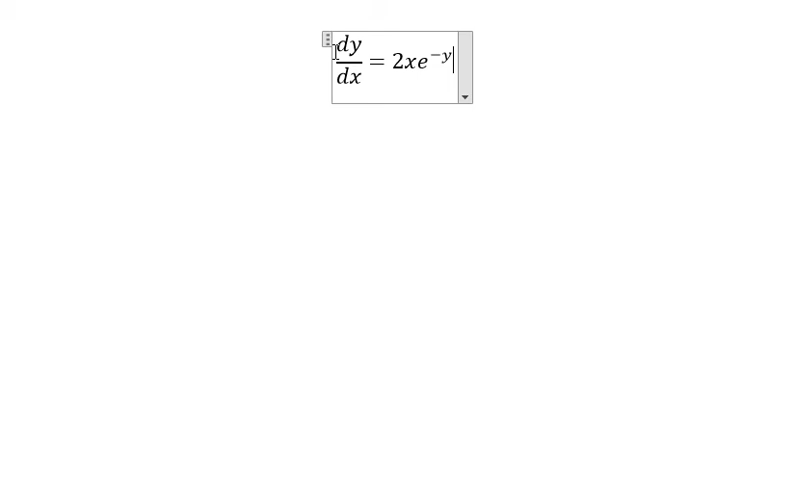 dy/dx = 2xe^{−y}